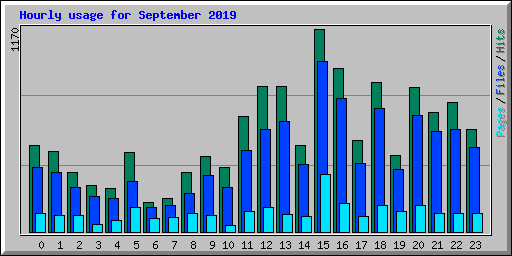 Hourly usage for September 2019
1170
Pages/Files/Hits
0 1 2 3 4 5 6 7 8 9 10 11 12 13 14 15 16 17 18 19 20 21 22 23